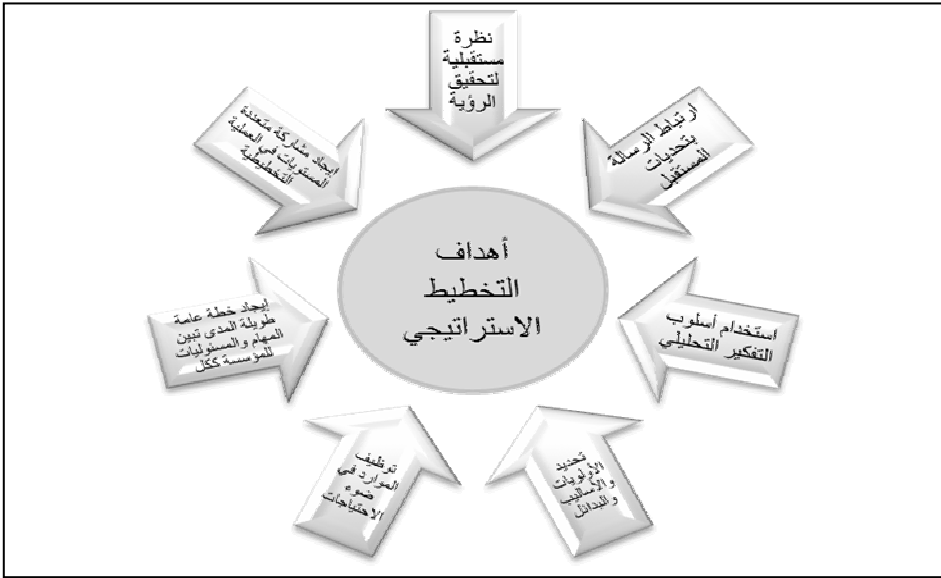 نظرة
مستقبلية
لتحقيق
الرؤية
ارتباط الرسالة
بتحديات
المستقبل
استخدام أسلوب
التفكير التحليلي
تحديد
الأولويات
والأساليب
والبدائل
توظيف
الموارد في
ضوء
الاحتياجات
إيجاد خطة عامة
طويلة المدى تبين
المهام والمسئوليات
للمؤسسة ككل
إيجاد مشاركة متعددة
المستويات في العملية
التخطيطية
أهداف
التخطيط
الاستراتيجي